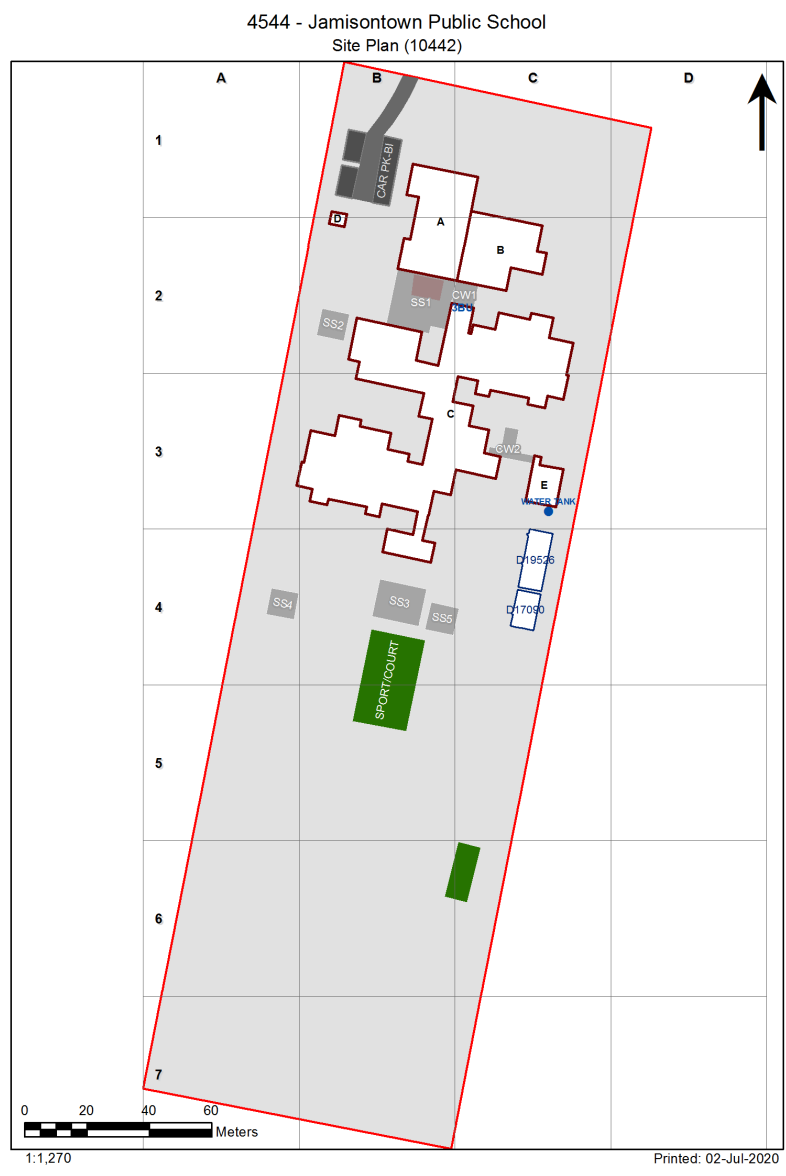 4544 - Jamisontown Public School
Site Plan (10442)
A
B
C
D
1
CAR PK-BI
D
A
B
2
SS1
CW1
SS2
C
3
CW2
E
WATER TANK
D19526
4
SS4
SS3
SS5
D17090
SPORT/COURT
5
6
7
0 20 40 60
Meters
1:1,270
Printed: 02-Jul-2020